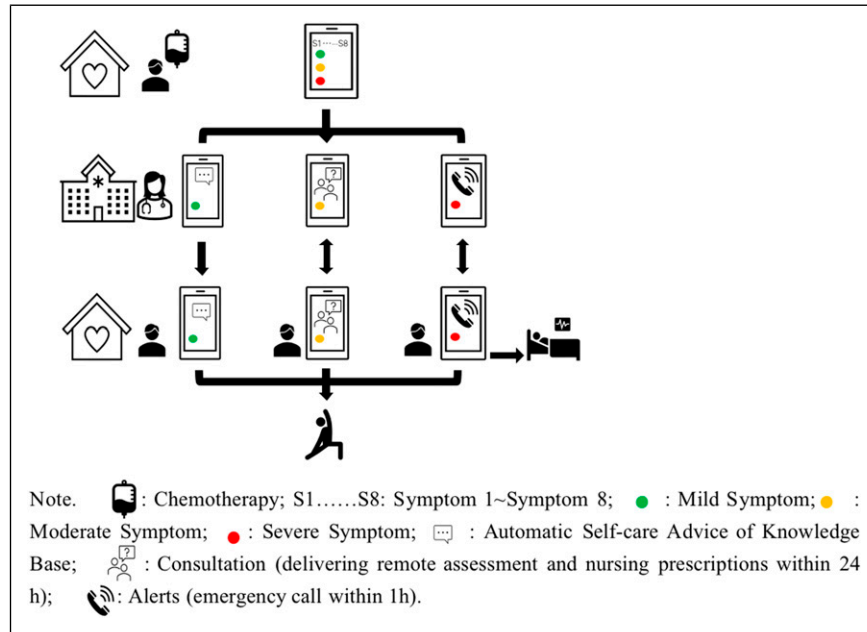 S1·····S8
?
?
Note. : Chemotherapy; S1……S8: Symptom 1~Symptom 8; : Mild Symptom; :
Moderate Symptom; : Severe Symptom; : Automatic Self-care Advice of Knowledge
Base; ? : Consultation (delivering remote assessment and nursing prescriptions within 24
h); : Alerts (emergency call within 1h).